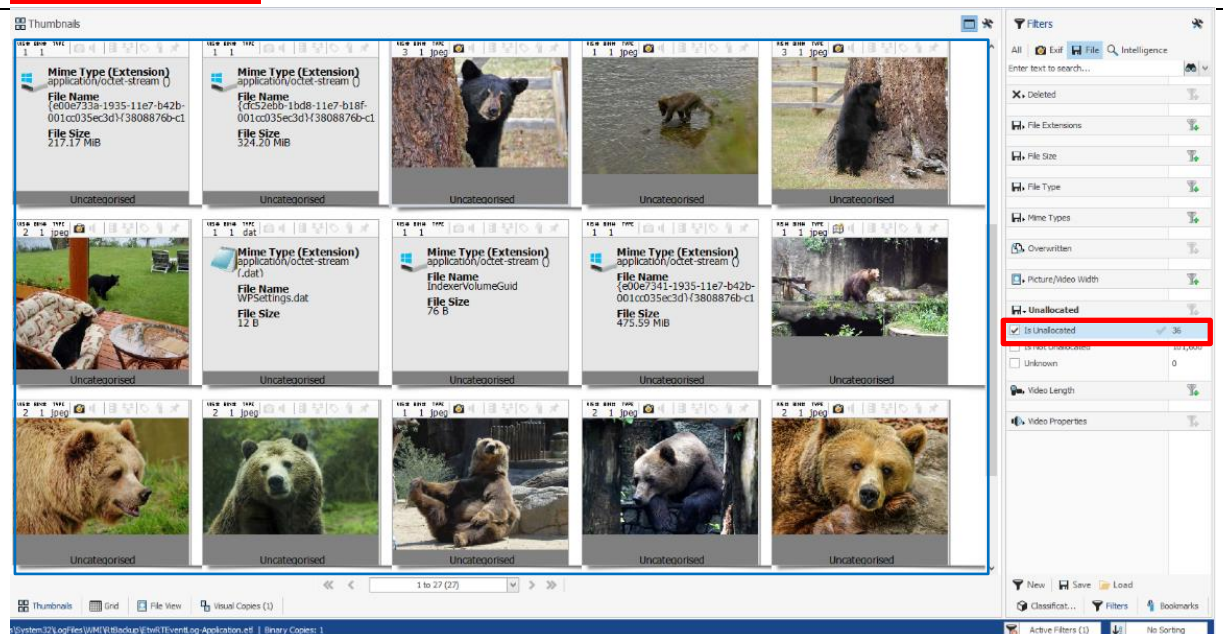 Thumbnails
Filters
All Exif File Intelligence
Enter text to search...
Deleted
File Extensions
File Size
File Type
Mime Types
Overwritten
Picture/Video Width
Unallocated
Is Unallocated 36
Is Not Unallocated 101,600
Unknown 0
Video Length
Video Properties
New Save Load
Classificat... Filters Bookmarks
1 1
Mime Type (Extension)
application/octet-stream ()
File Name
{e00e733a-1935-11e7-b42b-
001cc035ec3d}{3808876b-c1
File Size
217.17 MiB
Uncategorised
1 1
Mime Type (Extension)
application/octet-stream ()
File Name
{cfc52ebb-1bd8-11e7-b18f-
001cc035ec3d}{3808876b-c1
File Size
324.20 MiB
Uncategorised
3 1 jpeg
Uncategorised
1 1 jpeg
Uncategorised
3 1 jpeg
Uncategorised
2 1 jpeg
Uncategorised
1 1 dat
Mime Type (Extension)
application/octet-stream
(.dat)
File Name
WPSettings.dat
File Size
12 B
Uncategorised
1 1
Mime Type (Extension)
application/octet-stream ()
File Name
IndexerVolumeGuid
File Size
76 B
Uncategorised
1 1
Mime Type (Extension)
application/octet-stream ()
File Name
{e00e7341-1935-11e7-b42b-
001cc035ec3d}{3808876b-c1
File Size
475.59 MiB
Uncategorised
1 1 jpeg
Uncategorised
2 1 jpeg
Uncategorised
2 1 jpeg
Uncategorised
1 1 jpeg
Uncategorised
2 1 jpeg
Uncategorised
2 1 jpeg
Uncategorised
1 to 27 (27)
Thumbnails Grid File View Visual Copies (1)
\System32\LogFiles\WMI\RtBackup\EtwRTEventLog-Application.etl | Binary Copies: 1
Active Filters (1) No Sorting